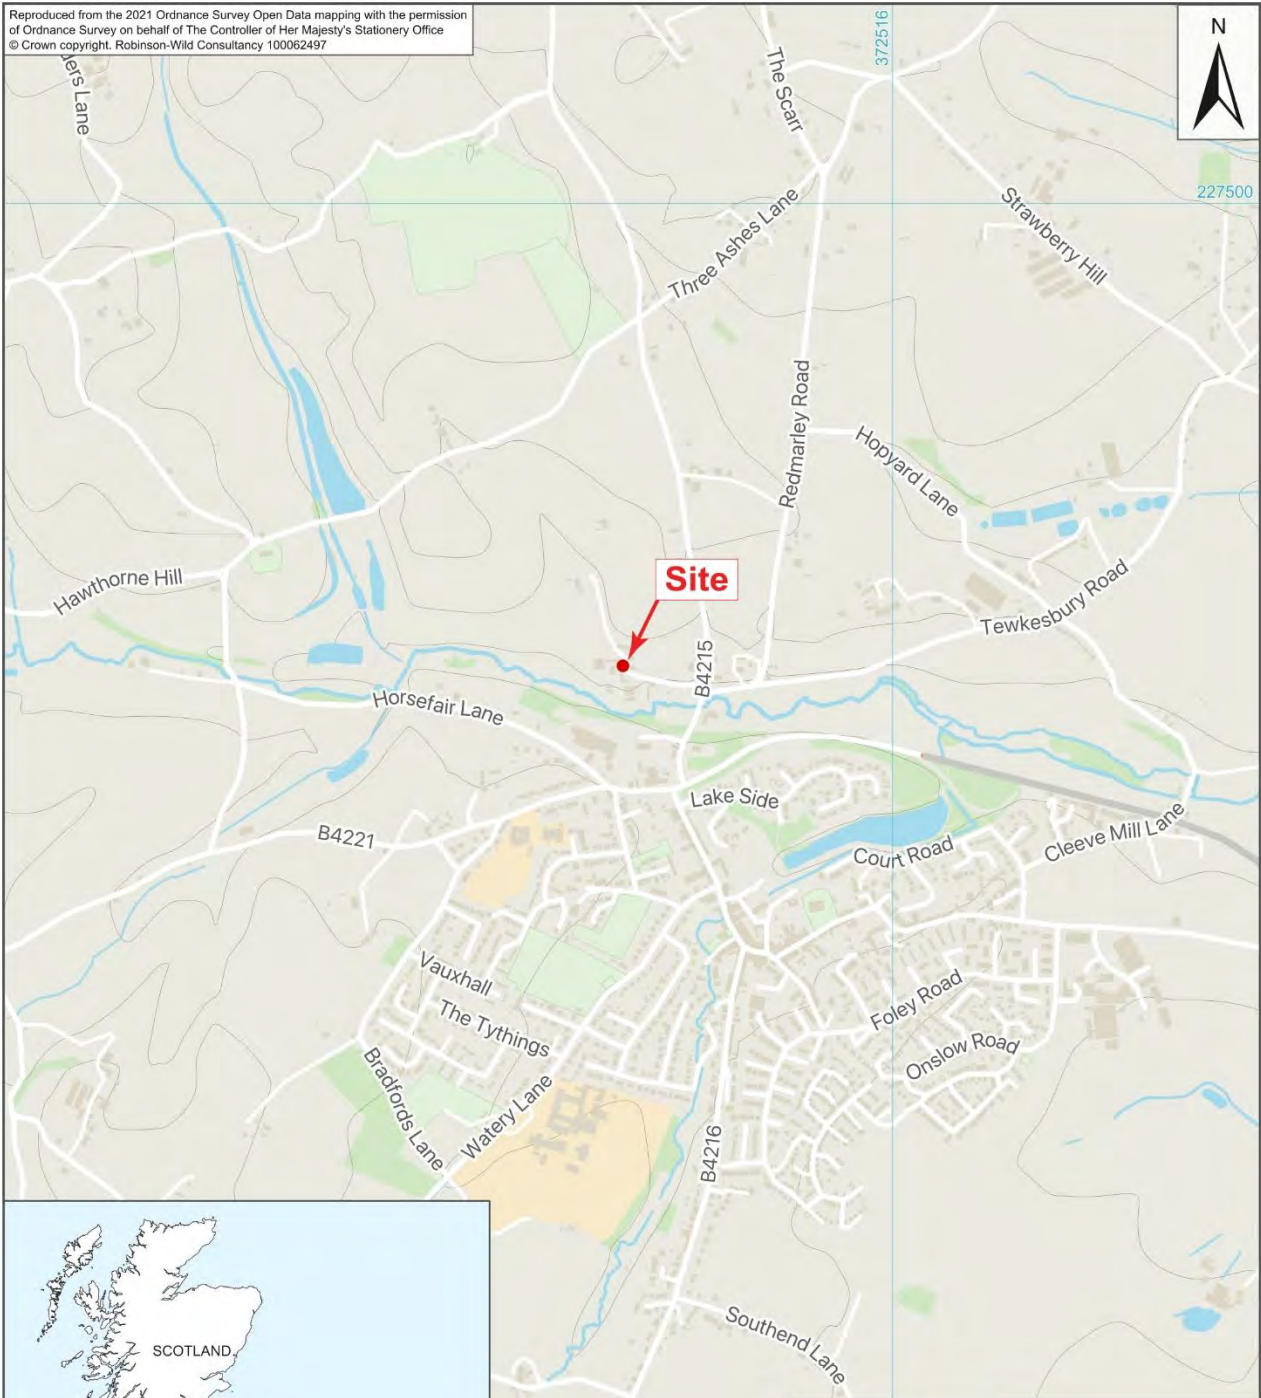 Reproduced from the 2021 Ordnance Survey Open Data mapping with the permission
of Ordnance Survey on behalf of The Controller of Her Majesty's Stationery Office
© Crown copyright. Robinson-Wild Consultancy 100062497
372516
N
The Scarr
Lane
227500
Strawberry Hill
Three Ashes Lane
Redmarley Road
Hopyard Lane
Site
Hawthorne Hill
Tewkesbury Road
B4215
Horsefair Lane
Lake Side
B4221
Court Road
Cleeve Mill Lane
Vauxhall
The Tythings
Foley Road
Onslow Road
Bradfords Lane
Watery Lane
B4216
Southend Lane
SCOTLAND